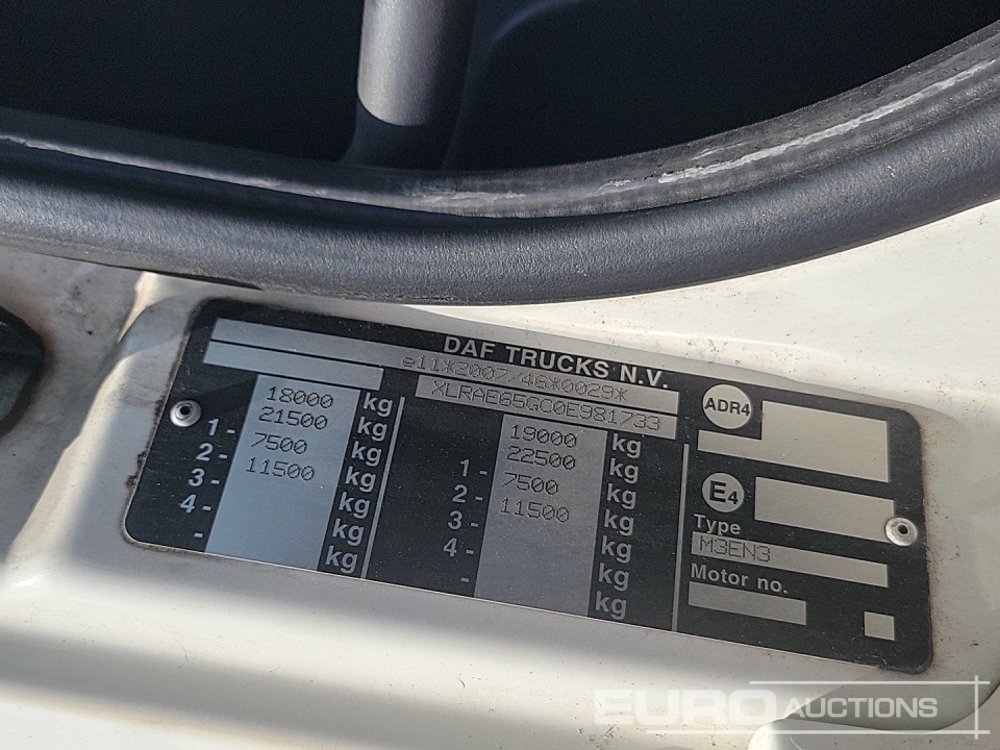 DAF TRUCKS N.V.
e11*2007/46*0029*
XLRAE65GC0E981733
18000 kg
21500 kg
1- 7500 kg
2- 11500 kg
3- kg
4- kg
- kg
19000 kg
22500 kg
1- 7500 kg
2- 11500 kg
3- kg
4- kg
- kg
ADR4
E4
Type
M3EN3
Motor no.
EURO AUCTIONS